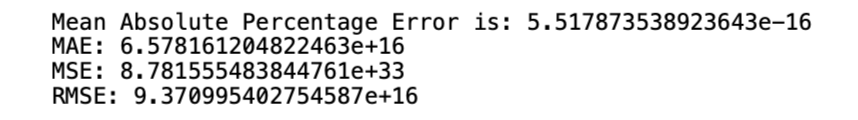 Mean Absolute Percentage Error is: 5.517873538923643e-16
MAE: 6.578161204822463e+16
MSE: 8.781555483844761e+33
RMSE: 9.370995402754587e+16